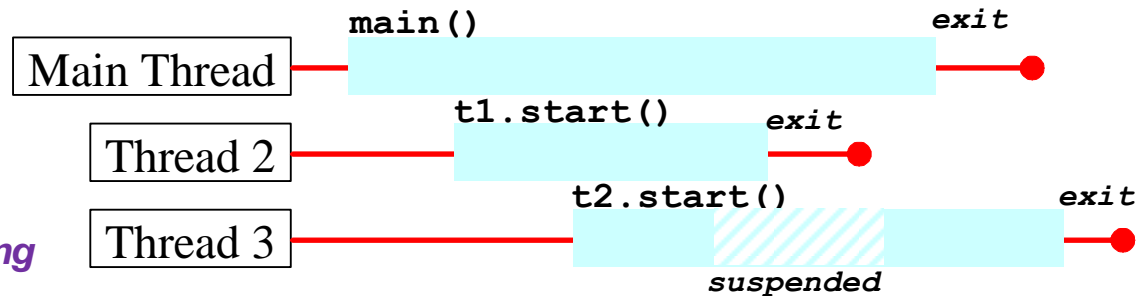 main()
exit
Main Thread
t1.start()
exit
Thread 2
t2.start()
exit
Thread 3
ng
suspended